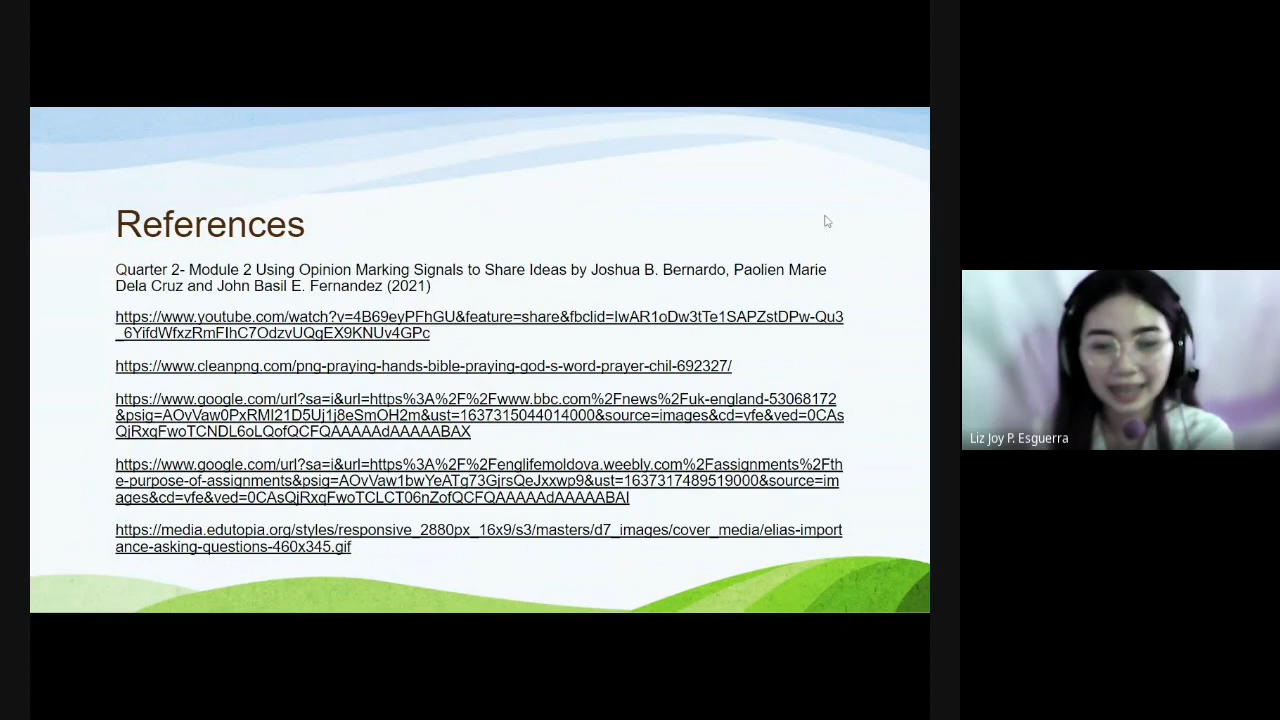 References
Quarter 2- Module 2 Using Opinion Marking Signals to Share Ideas by Joshua B. Bernardo, Paolien Marie
Dela Cruz and John Basil E. Fernandez (2021)
https://www.youtube.com/watch?v=4B69eyPFhGU&feature=share&fbclid=IwAR1oDw3tTe1SAPZstDPw-Qu3
_6YifdWfxzRmFIhC7OdzvUQgEX9KNUv4GPc
https://www.cleanpng.com/png-praying-hands-bible-praying-god-s-word-prayer-chil-692327/
https://www.google.com/url?sa=i&url=https%3A%2F%2Fwww.bbc.com%2Fnews%2Fuk-england-53068172
&psig=AOvVaw0PxRMI21D5Uj1j8eSmOH2m&ust=1637315044014000&source=images&cd=vfe&ved=0CAs
QjRxqFwoTCNDL6oLQofQCFQAAAAAdAAAAABAX
https://www.google.com/url?sa=i&url=https%3A%2F%2Fenglifemoldova.weebly.com%2Fassignments%2Fth
e-purpose-of-assignments&psig=AOvVaw1bwYeATg73GjrsQeJxxwp9&ust=1637317489519000&source=im
ages&cd=vfe&ved=0CAsQjRxqFwoTCLCT06nZofQCFQAAAAAdAAAAABAI
https://media.edutopia.org/styles/responsive_2880px_16x9/s3/masters/d7_images/cover_media/elias-import
ance-asking-questions-460x345.gif
Liz Joy P. Esguerra